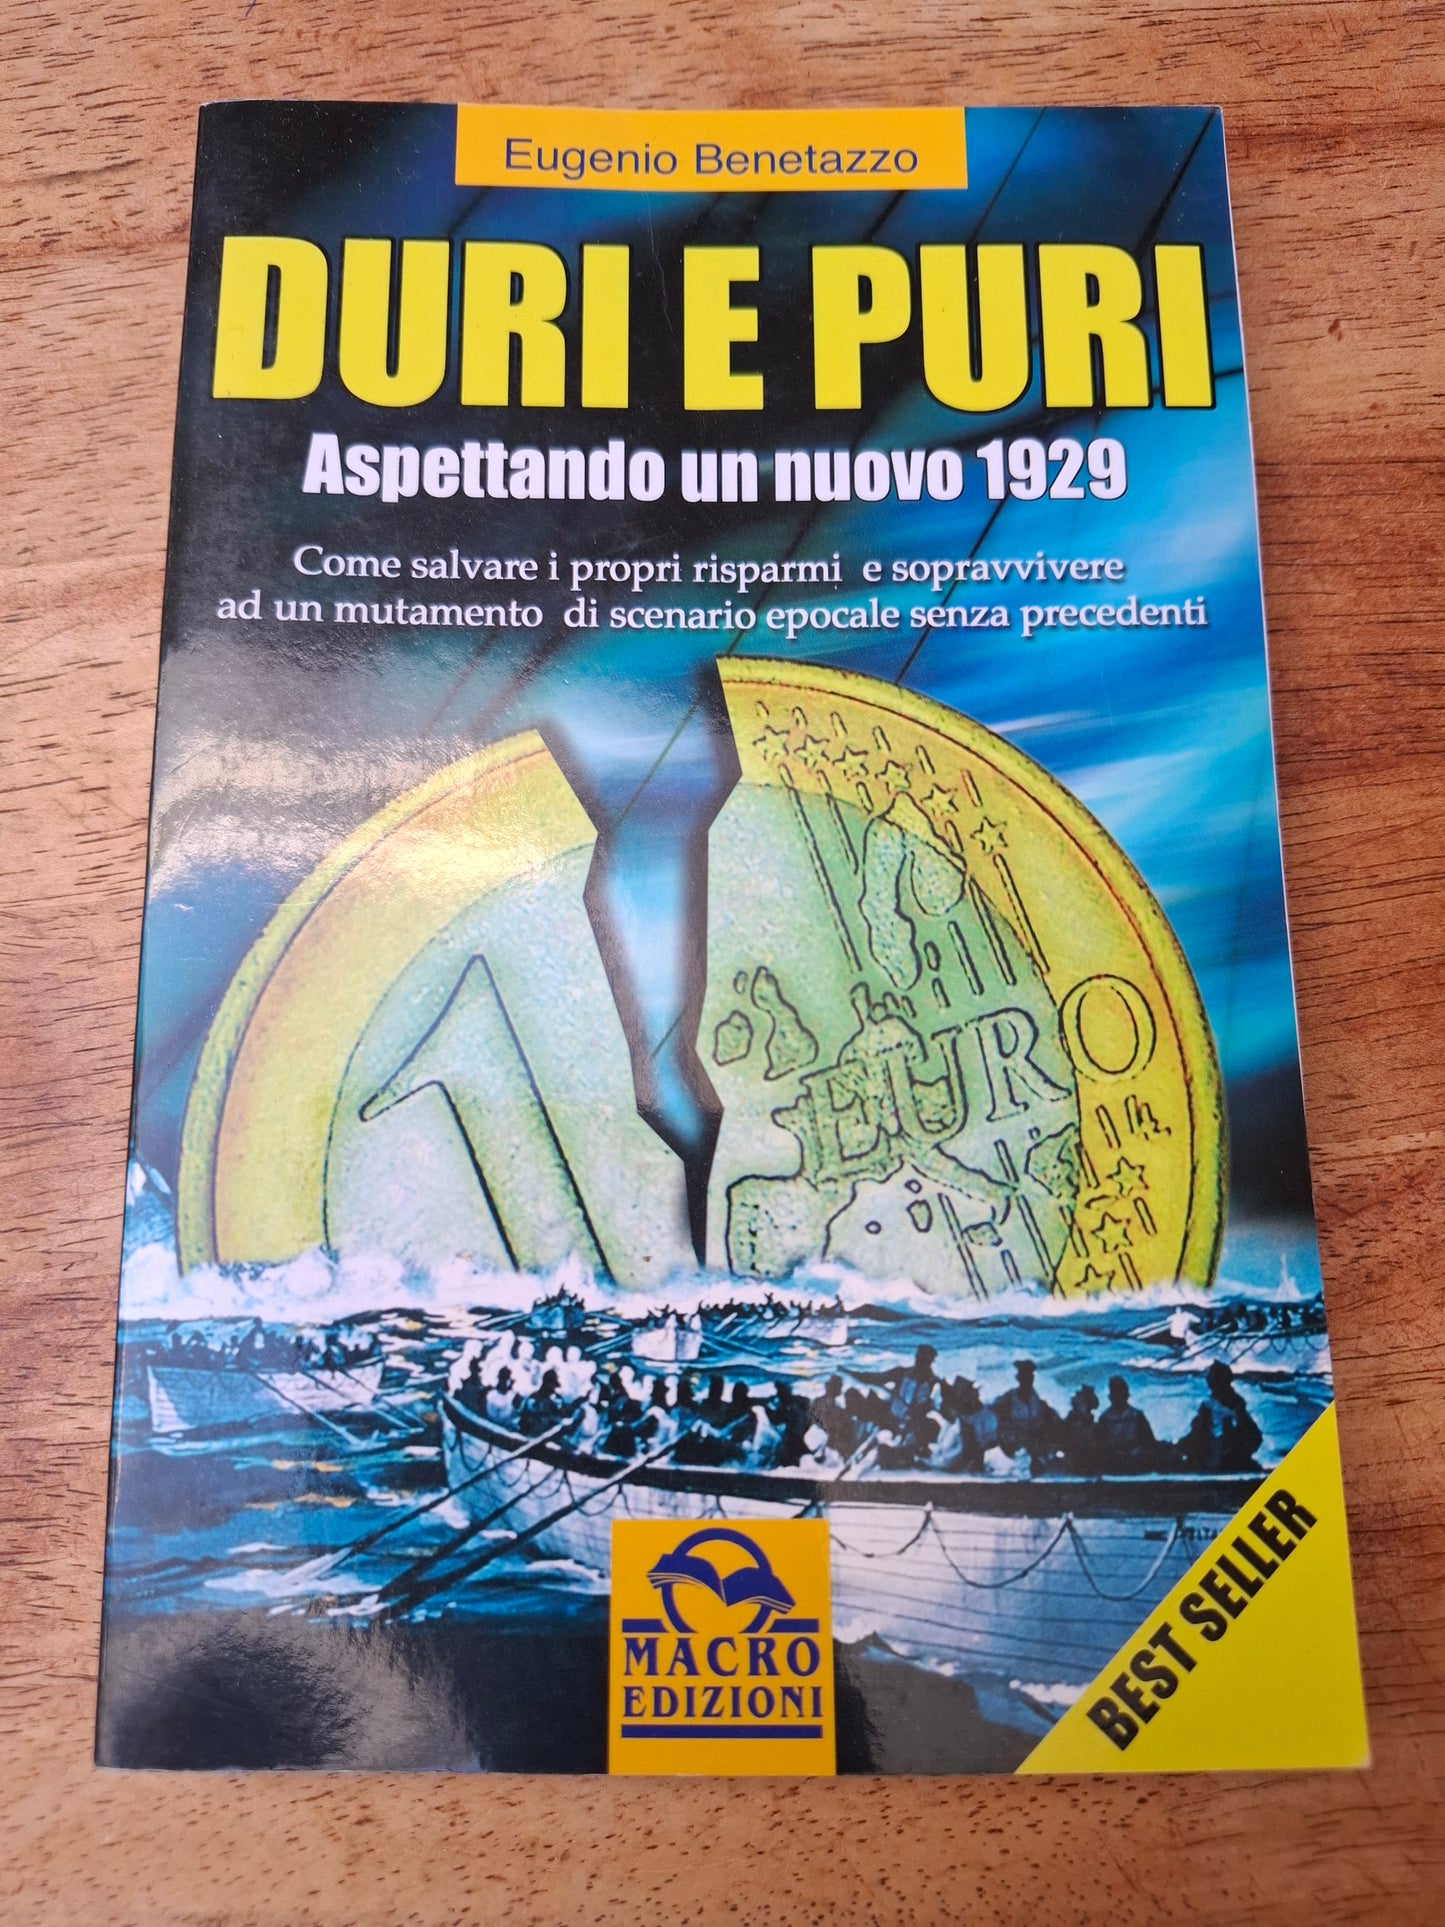 Eugenio Benetazzo
DURI E PURI
Aspettando un nuovo 1929
Come salvare i propri risparmi e sopravvivere
ad un mutamento di scenario epocale senza precedenti
1
EURO
MACRO
EDIZIONI
BEST SELLER